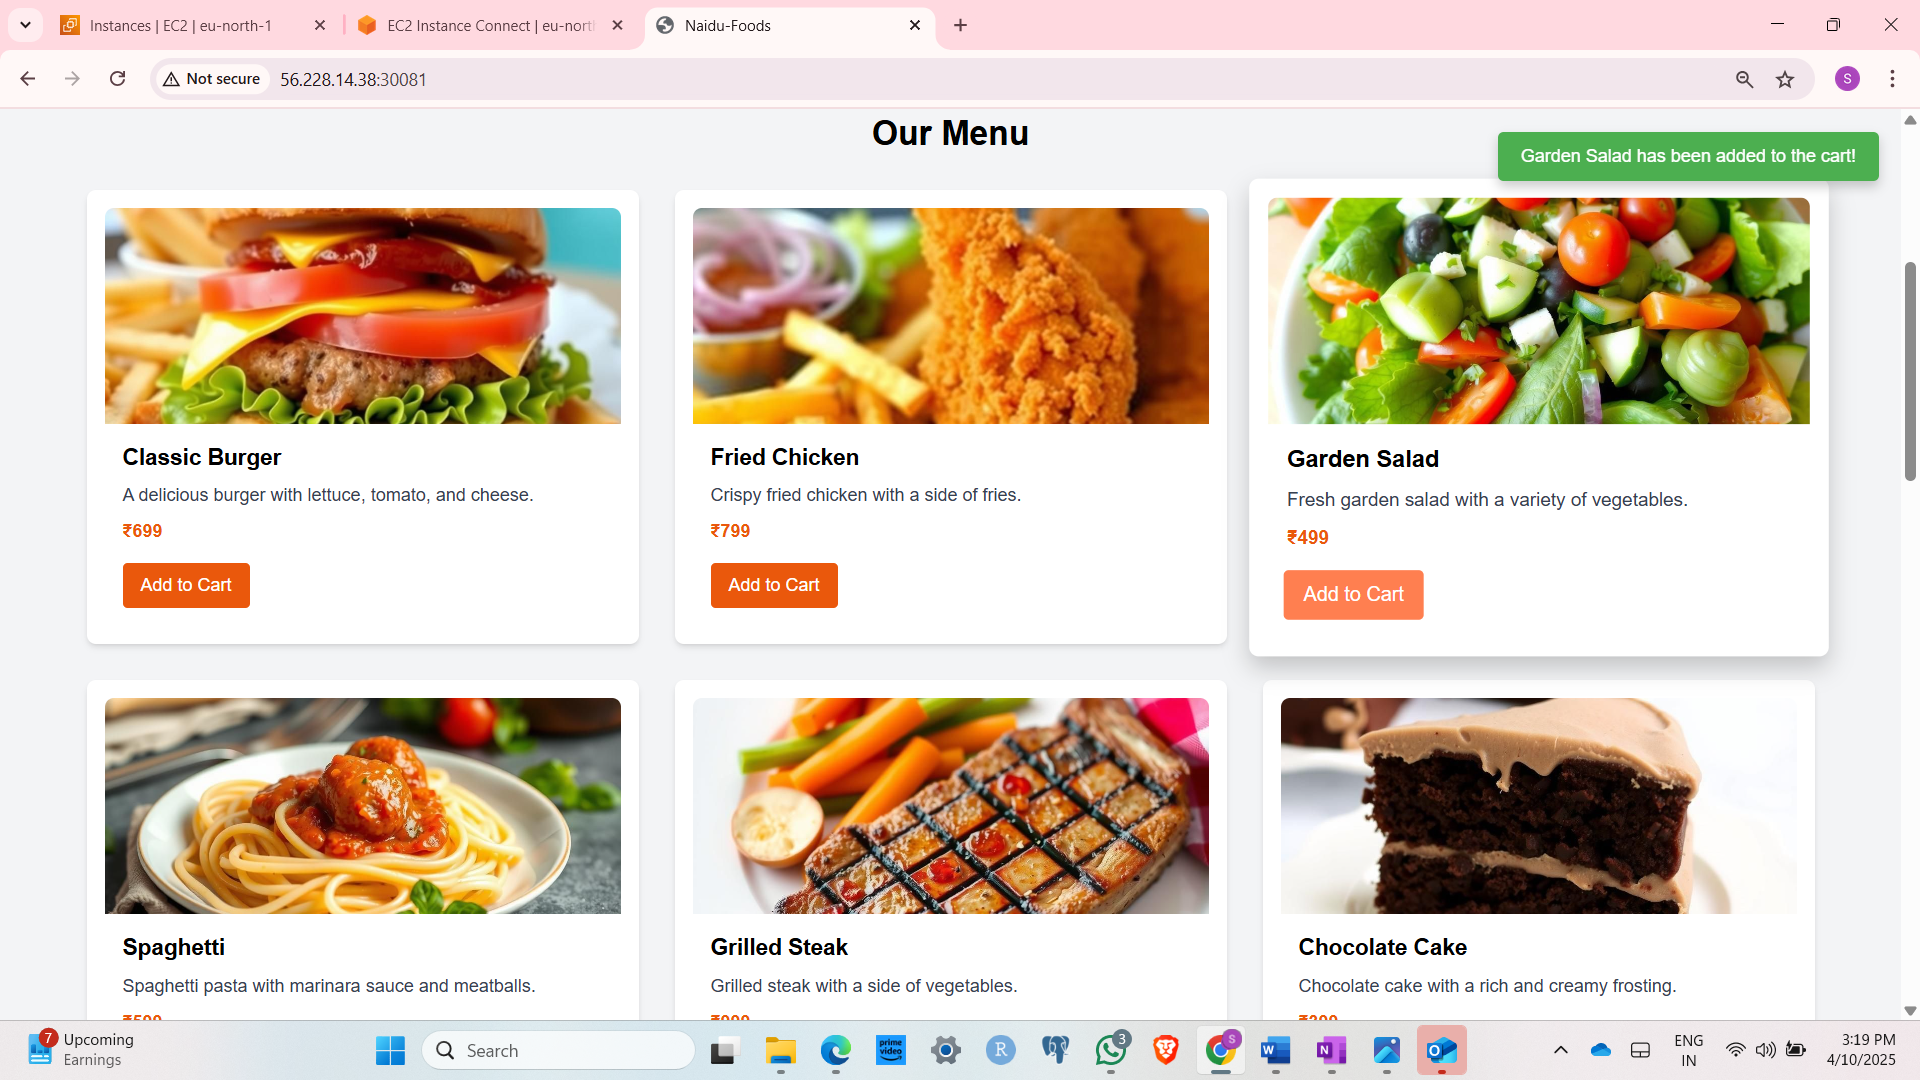 Instances | EC2 | eu-north-1
EC2 Instance Connect | eu-nort
Naidu-Foods
Not secure
56.228.14.38:30081
S
Our Menu
Garden Salad has been added to the cart!
Classic Burger
A delicious burger with lettuce, tomato, and cheese.
₹699
Add to Cart
Fried Chicken
Crispy fried chicken with a side of fries.
₹799
Add to Cart
Garden Salad
Fresh garden salad with a variety of vegetables.
₹499
Add to Cart
Spaghetti
Spaghetti pasta with marinara sauce and meatballs.
Grilled Steak
Grilled steak with a side of vegetables.
Chocolate Cake
Chocolate cake with a rich and creamy frosting.
7
Upcoming
Earnings
Search
prime
video
R
3
S
W
N
O
ENG
IN
3:19 PM
4/10/2025